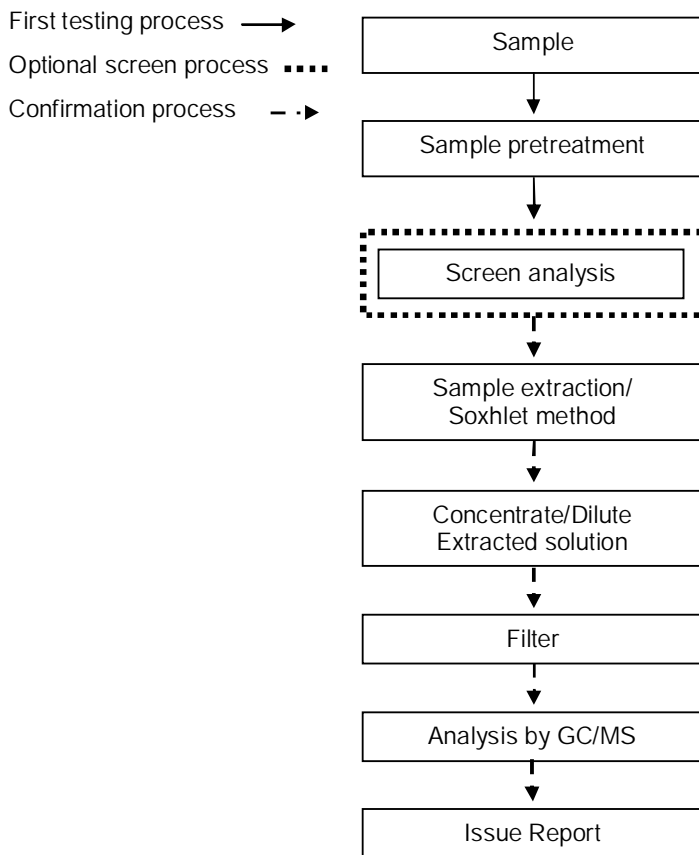 First testing process
Optional screen process
Confirmation process
Sample
Sample pretreatment
Screen analysis
Sample extraction/
Soxhlet method
Concentrate/Dilute
Extracted solution
Filter
Analysis by GC/MS
Issue Report